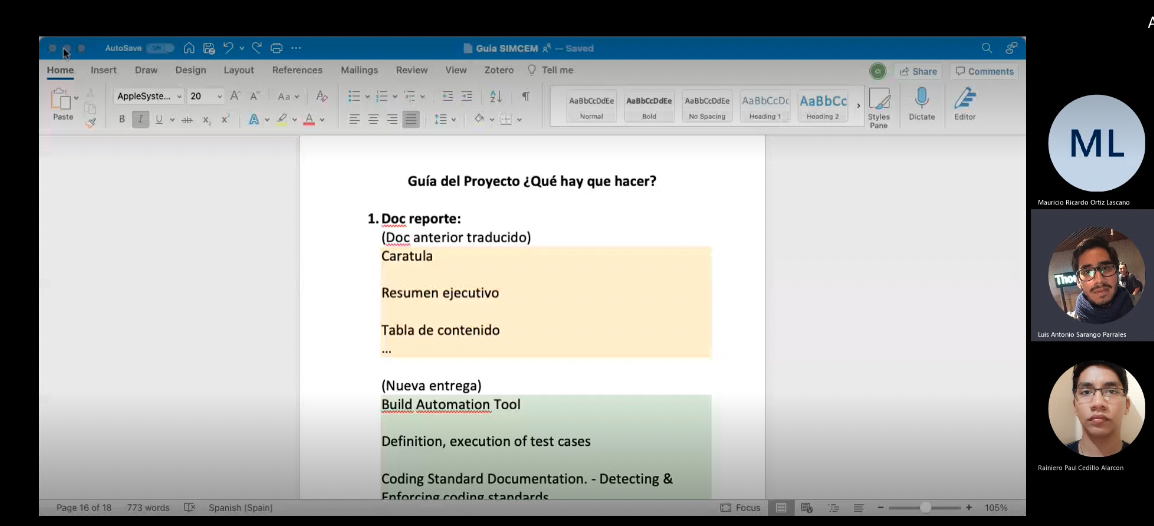 A
AutoSave
Guía SIMCEM — Saved
Home Insert Draw Design Layout References Mailings Review View Zotero Tell me Share Comments
AppleSyste... 20 A A Aa A
Paste B I U ab x₂ x² A A
AaBbCcDdEe AaBbCcDdEe AaBbCcDdEe AaBbCcDc AaBbCc
Normal Bold No Spacing Heading 1 Heading 2
Styles Pane Dictate Editor
Guía del Proyecto ¿Qué hay que hacer?
1. Doc reporte:
(Doc anterior traducido)
Caratula
Resumen ejecutivo
Tabla de contenido
...
(Nueva entrega)
Build Automation Tool
Definition, execution of test cases
Coding Standard Documentation. - Detecting &
Enforcing coding standards
Page 16 of 18 773 words Spanish (Spain) Focus 105%
ML
Mauricio Ricardo Ortiz Lascano
Luis Antonio Sarango Parrales
Rainiero Paul Cedillo Alarcon